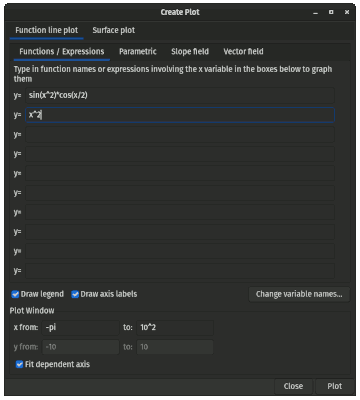 Create Plot
Function line plot Surface plot
Functions / Expressions Parametric Slope field Vector field
Type in function names or expressions involving the x variable in the boxes below to graph
them
y= sin(x^2)*cos(x/2)
y= x^2
y=
y=
y=
y=
y=
y=
y=
y=
Draw legend Draw axis labels Change variable names...
Plot Window
x from: -pi to: 10^2
y from: -10 to: 10
Fit dependent axis
Close Plot